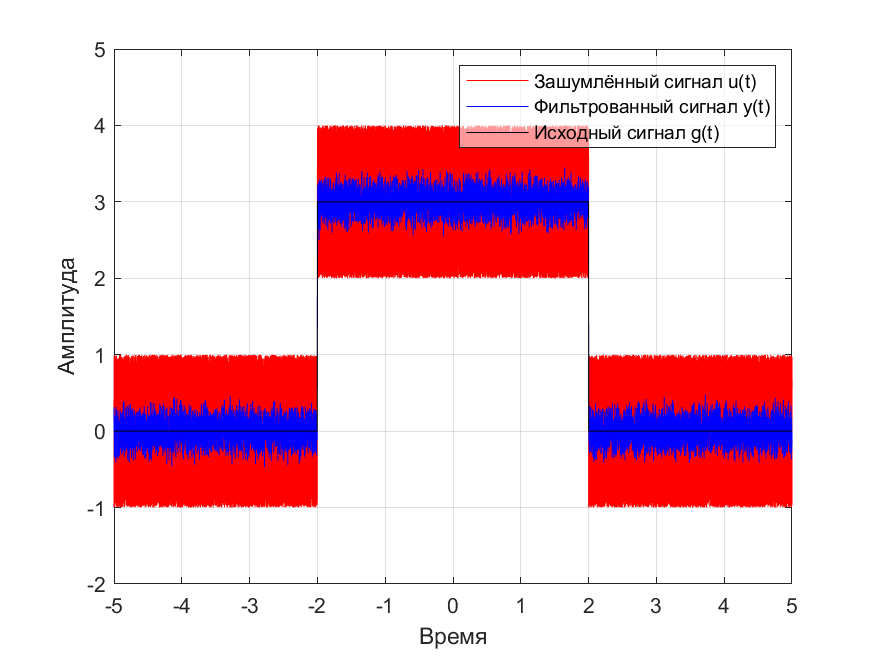 5
4
3
2
1
0
-1
-2
Амплитуда
Зашумлённый сигнал u(t)
Фильтрованный сигнал y(t)
Исходный сигнал g(t)
-5 -4 -3 -2 -1 0 1 2 3 4 5
Время